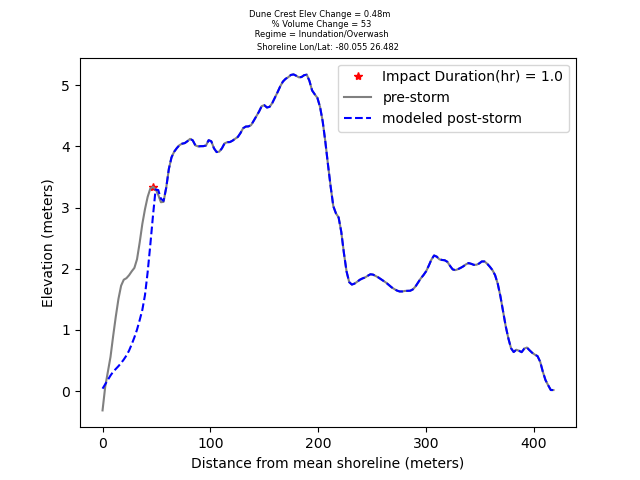 Dune Crest Elev Change = 0.48m
% Volume Change = 53
Regime = Inundation/Overwash
Shoreline Lon/Lat: -80.055 26.482
Impact Duration(hr) = 1.0
pre-storm
modeled post-storm
Elevation (meters)
5
4
3
2
1
0
0 100 200 300 400
Distance from mean shoreline (meters)